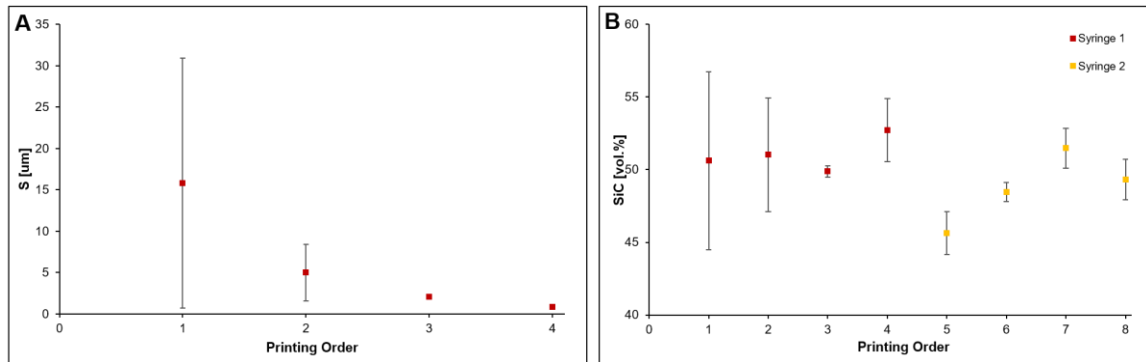 A
35
30
25
20
15
10
5
0
S [um]
0 1 2 3 4
Printing Order
B
60
55
50
45
40
SiC [vol.%]
Syringe 1
Syringe 2
0 1 2 3 4 5 6 7 8
Printing Order